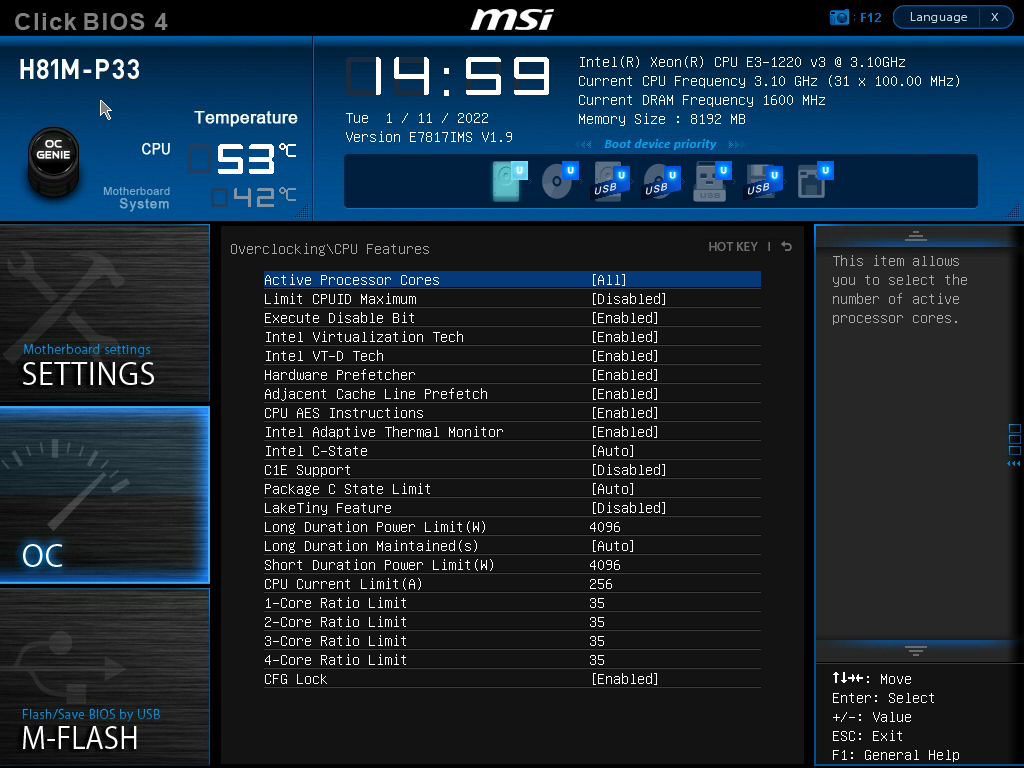 Click BIOS 4
msi
F12
Language
X
H81M-P33
OC
GENIE
Temperature
CPU 53°C
Motherboard
System 42°C
14:59
Tue 1 / 11 / 2022
Version E7817IMS V1.9
Intel(R) Xeon(R) CPU E3-1220 v3 @ 3.10GHz
Current CPU Frequency 3.10 GHz (31 x 100.00 MHz)
Current DRAM Frequency 1600 MHz
Memory Size : 8192 MB
Boot device priority
U U USB U USB U USB U USB U U
Motherboard settings
SETTINGS
OC
Flash/Save BIOS by USB
M-FLASH
Overclocking\CPU Features
HOT KEY |
Active Processor Cores [All]
Limit CPUID Maximum [Disabled]
Execute Disable Bit [Enabled]
Intel Virtualization Tech [Enabled]
Intel VT-D Tech [Enabled]
Hardware Prefetcher [Enabled]
Adjacent Cache Line Prefetch [Enabled]
CPU AES Instructions [Enabled]
Intel Adaptive Thermal Monitor [Enabled]
Intel C-State [Auto]
C1E Support [Disabled]
Package C State Limit [Auto]
LakeTiny Feature [Disabled]
Long Duration Power Limit(W) 4096
Long Duration Maintained(s) [Auto]
Short Duration Power Limit(W) 4096
CPU Current Limit(A) 256
1-Core Ratio Limit 35
2-Core Ratio Limit 35
3-Core Ratio Limit 35
4-Core Ratio Limit 35
CFG Lock [Enabled]
This item allows
you to select the
number of active
processor cores.
↑↓→←: Move
Enter: Select
+/-: Value
ESC: Exit
F1: General Help